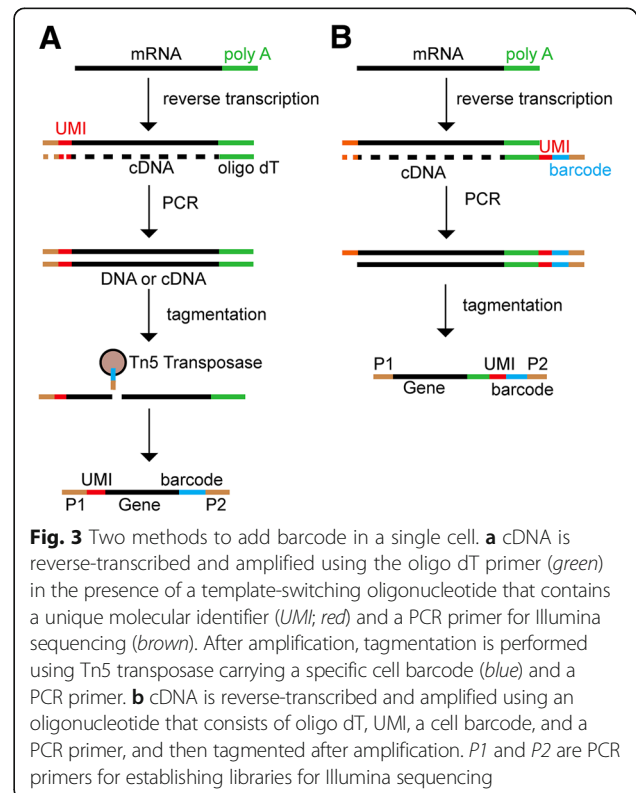 A
mRNA poly A
reverse transcription
UMI
cDNA oligo dT
PCR
DNA or cDNA
tagmentation
Tn5 Transposase
UMI barcode
P1 Gene P2
B
mRNA poly A
reverse transcription
UMI
cDNA barcode
PCR
tagmentation
P1 UMI P2
Gene barcode
Fig. 3 Two methods to add barcode in a single cell. a cDNA is
reverse-transcribed and amplified using the oligo dT primer (green)
in the presence of a template-switching oligonucleotide that contains
a unique molecular identifier (UMI; red) and a PCR primer for Illumina
sequencing (brown). After amplification, tagmentation is performed
using Tn5 transposase carrying a specific cell barcode (blue) and a
PCR primer. b cDNA is reverse-transcribed and amplified using an
oligonucleotide that consists of oligo dT, UMI, a cell barcode, and a
PCR primer, and then tagmented after amplification. P1 and P2 are PCR
primers for establishing libraries for Illumina sequencing